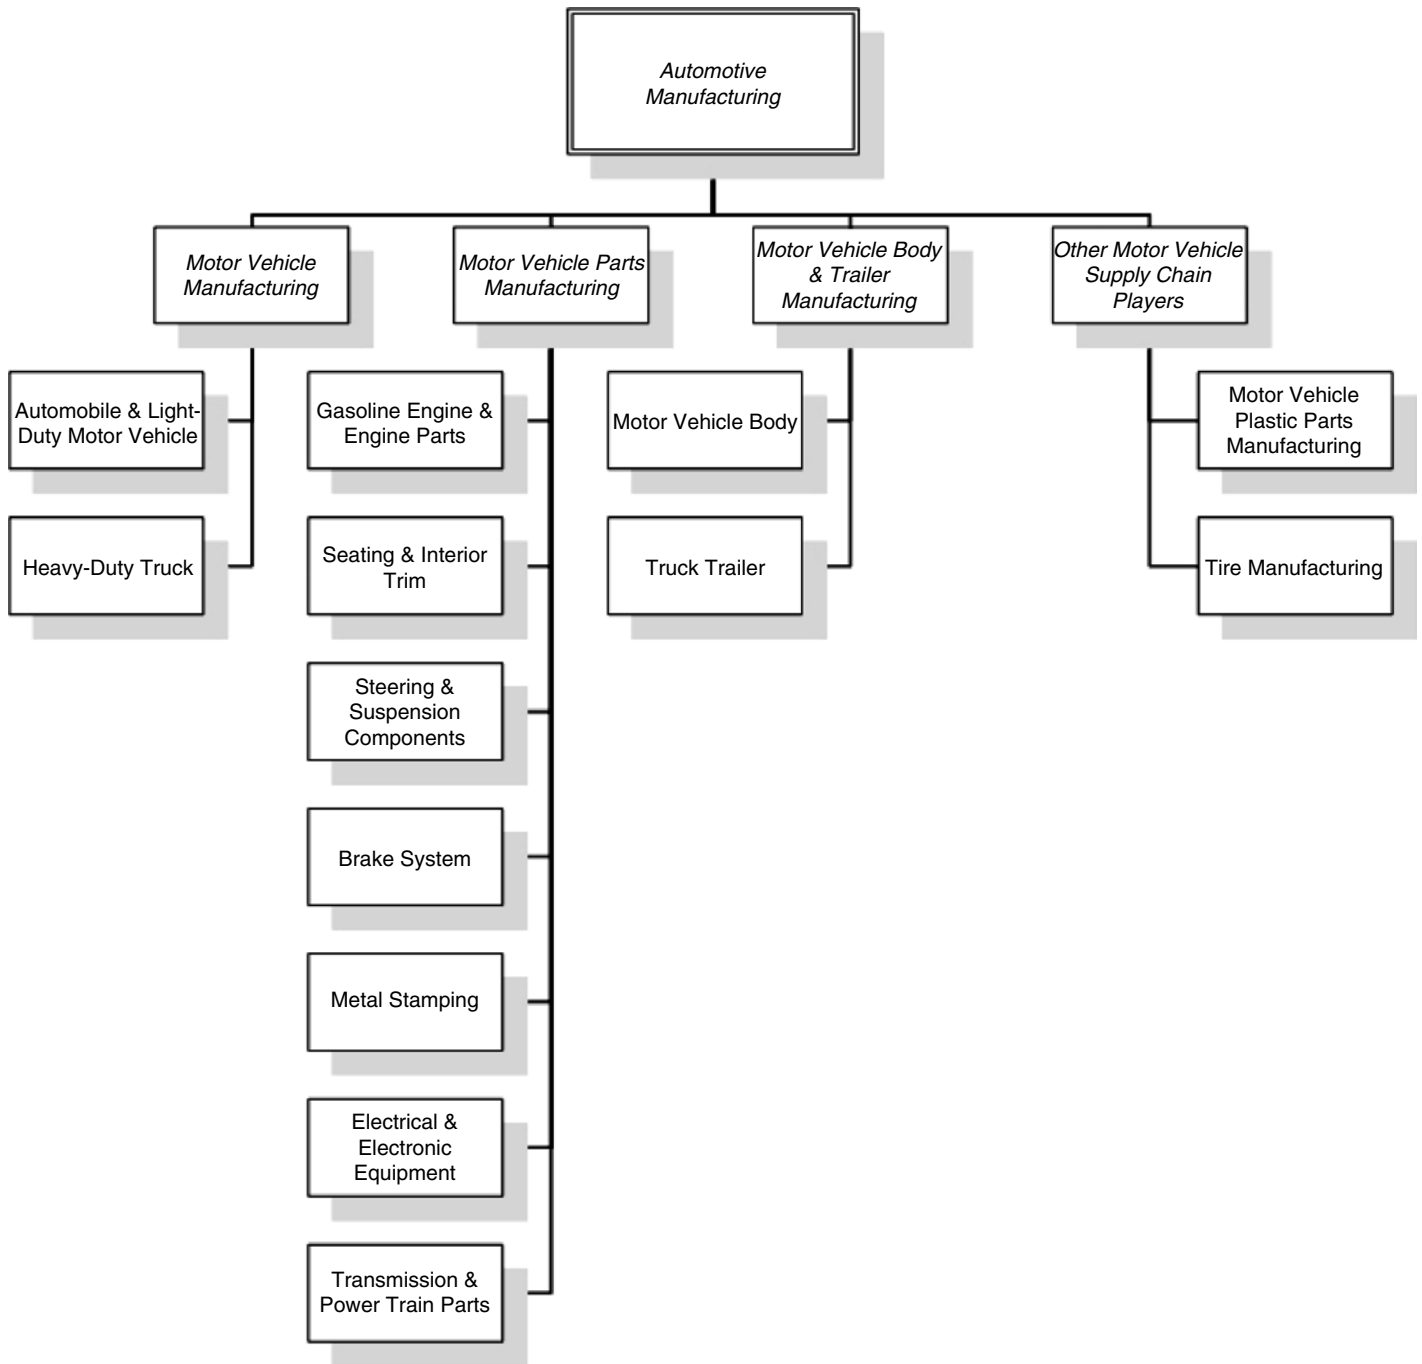 Automotive
Manufacturing
Motor Vehicle
Manufacturing
Motor Vehicle Parts
Manufacturing
Motor Vehicle Body
& Trailer
Manufacturing
Other Motor Vehicle
Supply Chain
Players
Automobile & Light-
Duty Motor Vehicle
Gasoline Engine &
Engine Parts
Motor Vehicle Body
Motor Vehicle
Plastic Parts
Manufacturing
Heavy-Duty Truck
Seating & Interior
Trim
Truck Trailer
Tire Manufacturing
Steering &
Suspension
Components
Brake System
Metal Stamping
Electrical &
Electronic
Equipment
Transmission &
Power Train Parts